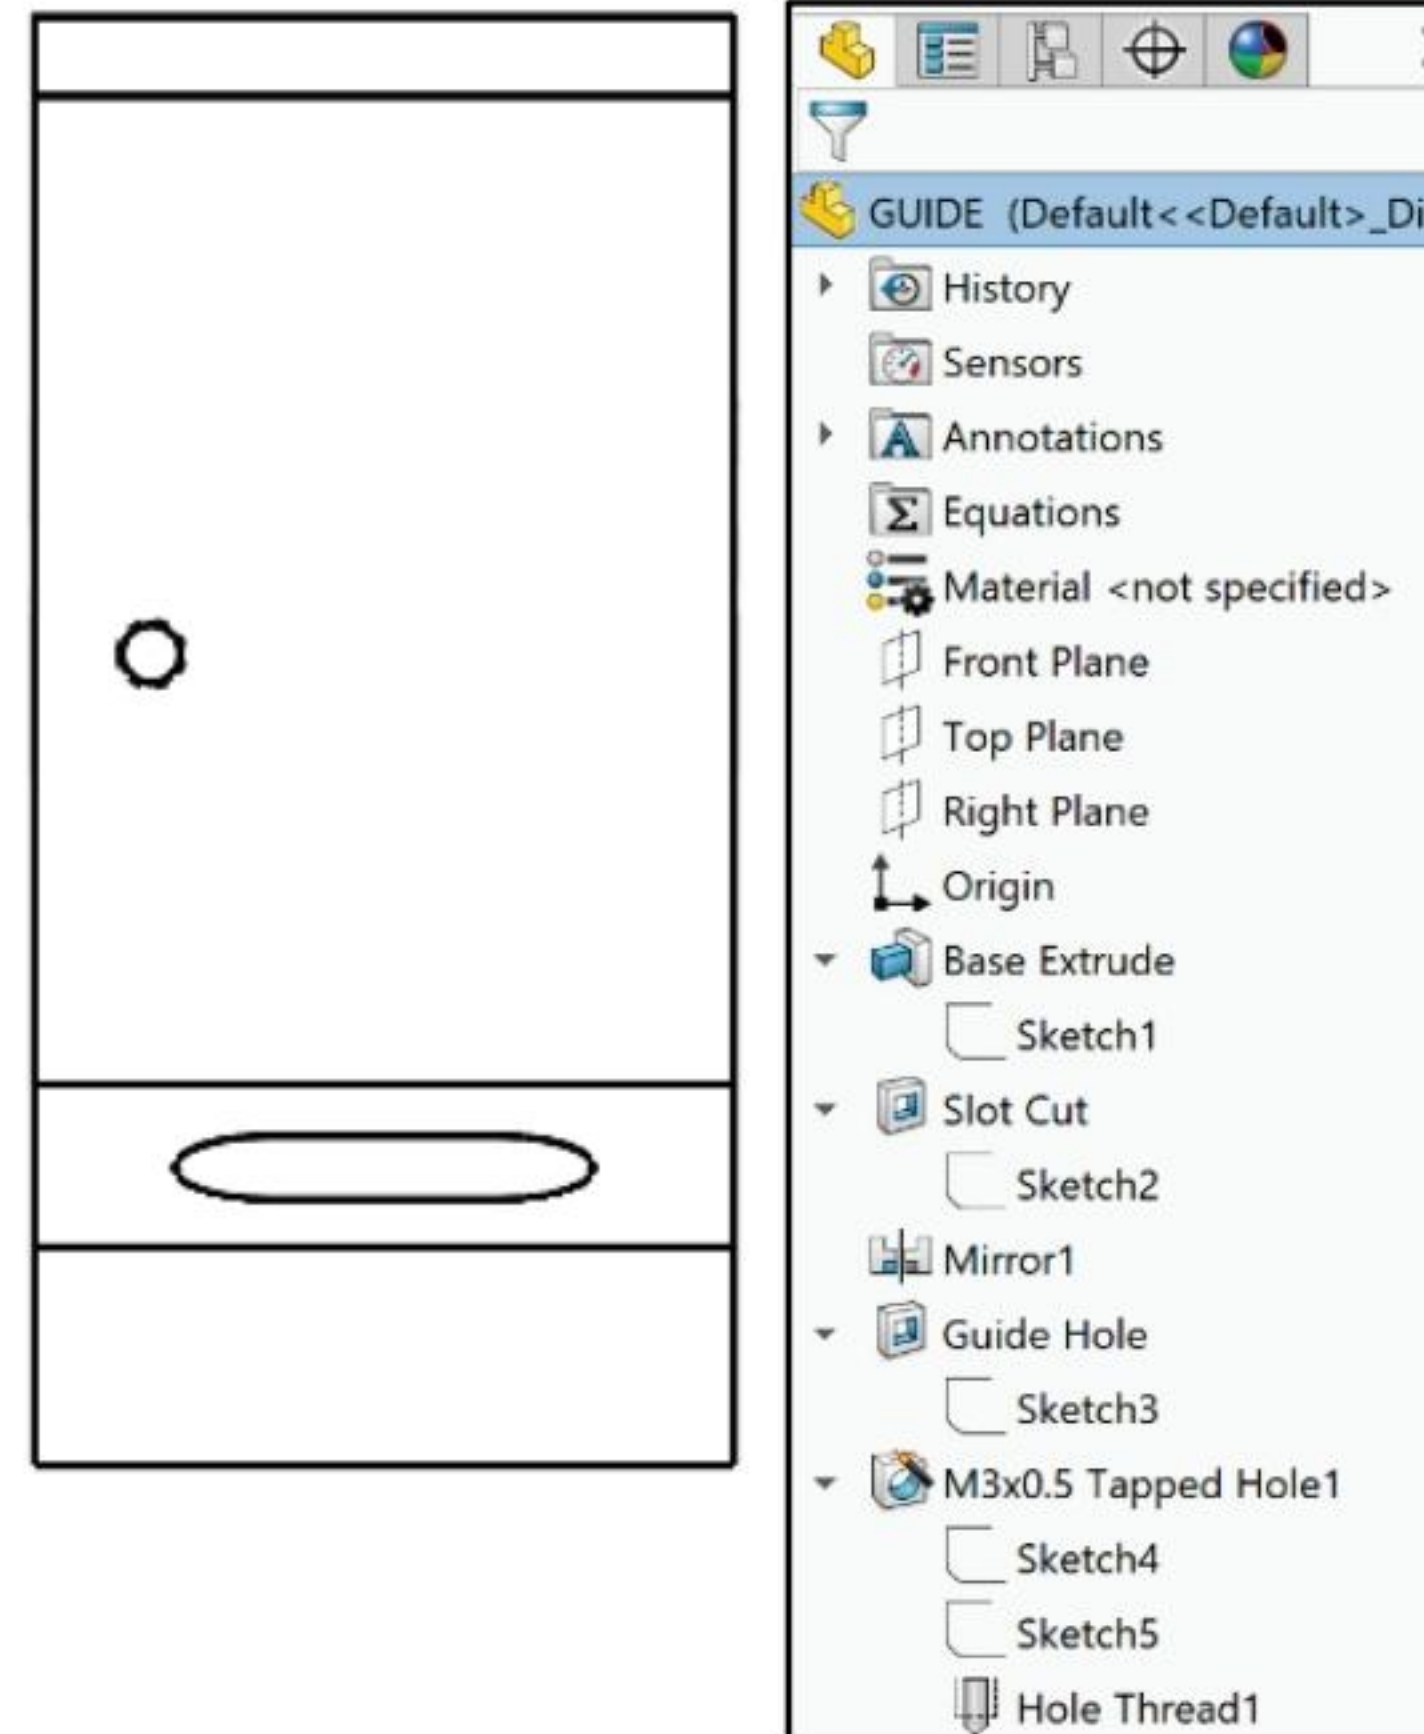 GUIDE (Default<<Default>_Di
History
Sensors
Annotations
Equations
Material <not specified>
Front Plane
Top Plane
Right Plane
Origin
Base Extrude
Sketch1
Slot Cut
Sketch2
Mirror1
Guide Hole
Sketch3
M3x0.5 Tapped Hole1
Sketch4
Sketch5
Hole Thread1